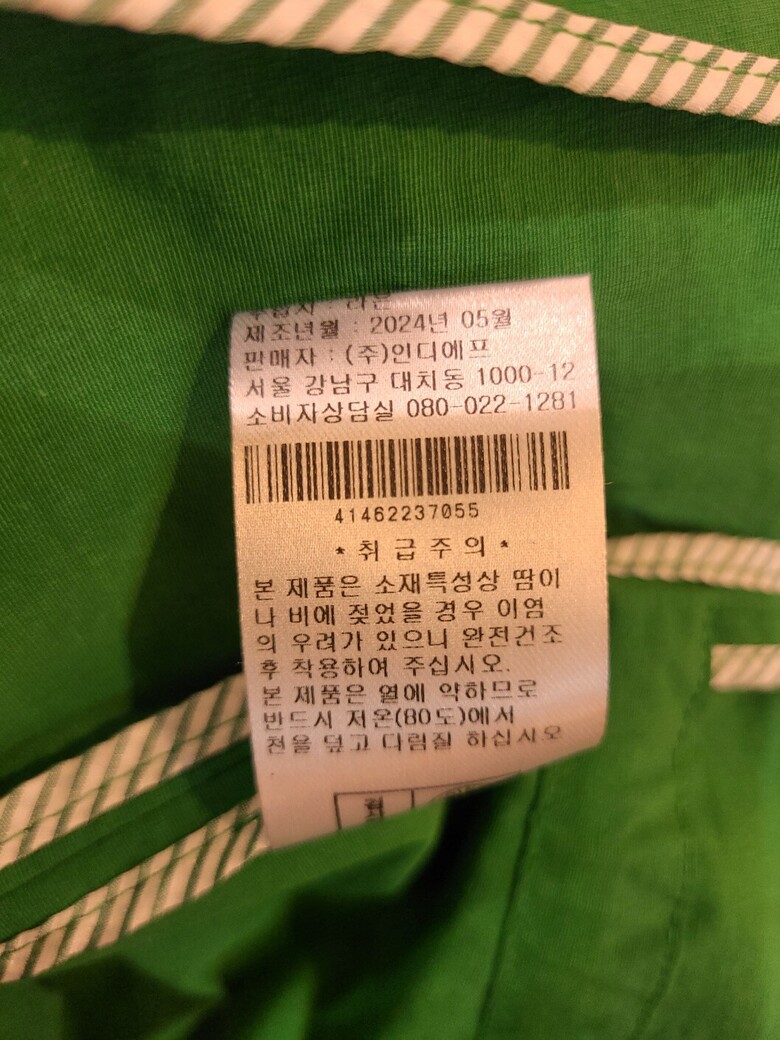 제조년월 : 2024년 05월
판매자 : (주)인디에프
서울 강남구 대치동 1000-12
소비자상담실 080-022-1281
41462237055
*취급주의*
본 제품은 소재특성상 땀이
나 비에 젖었을 경우 이염
의 우려가 있으니 완전건조
후 착용하여 주십시오.
본 제품은 열에 약하므로
반드시 저온(80도)에서
천을 덮고 다림질 하십시오